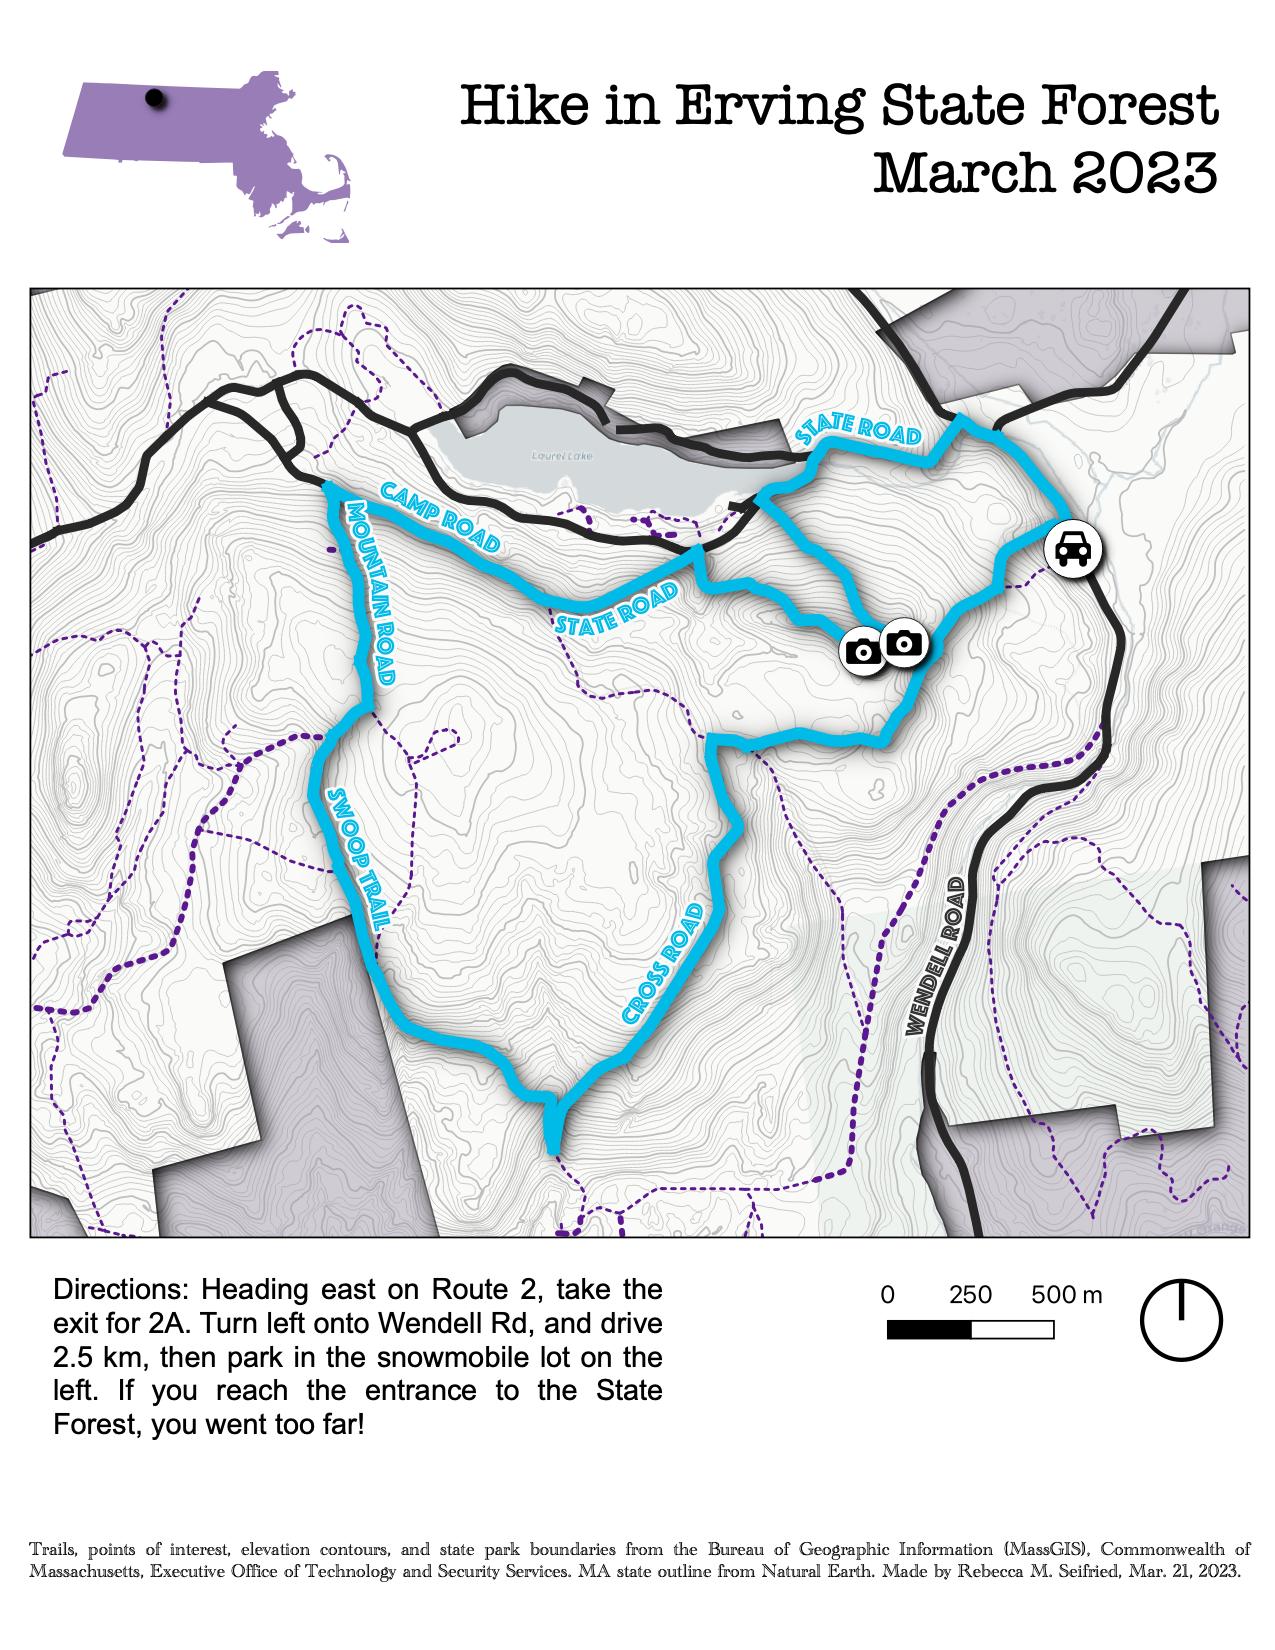 Hike in Erving State Forest
March 2023
STATE ROAD
Laurel Lake
CAMP ROAD
MOUNTAIN ROAD
STATE ROAD
SWOOP TRAIL
CROSS ROAD
WENDELL ROAD
Directions: Heading east on Route 2, take the
exit for 2A. Turn left onto Wendell Rd, and drive
2.5 km, then park in the snowmobile lot on the
left. If you reach the entrance to the State
Forest, you went too far!
0 250 500 m
Trails, points of interest, elevation contours, and state park boundaries from the Bureau of Geographic Information (MassGIS), Commonwealth of
Massachusetts, Executive Office of Technology and Security Services. MA state outline from Natural Earth. Made by Rebecca M. Seifried, Mar. 21, 2023.